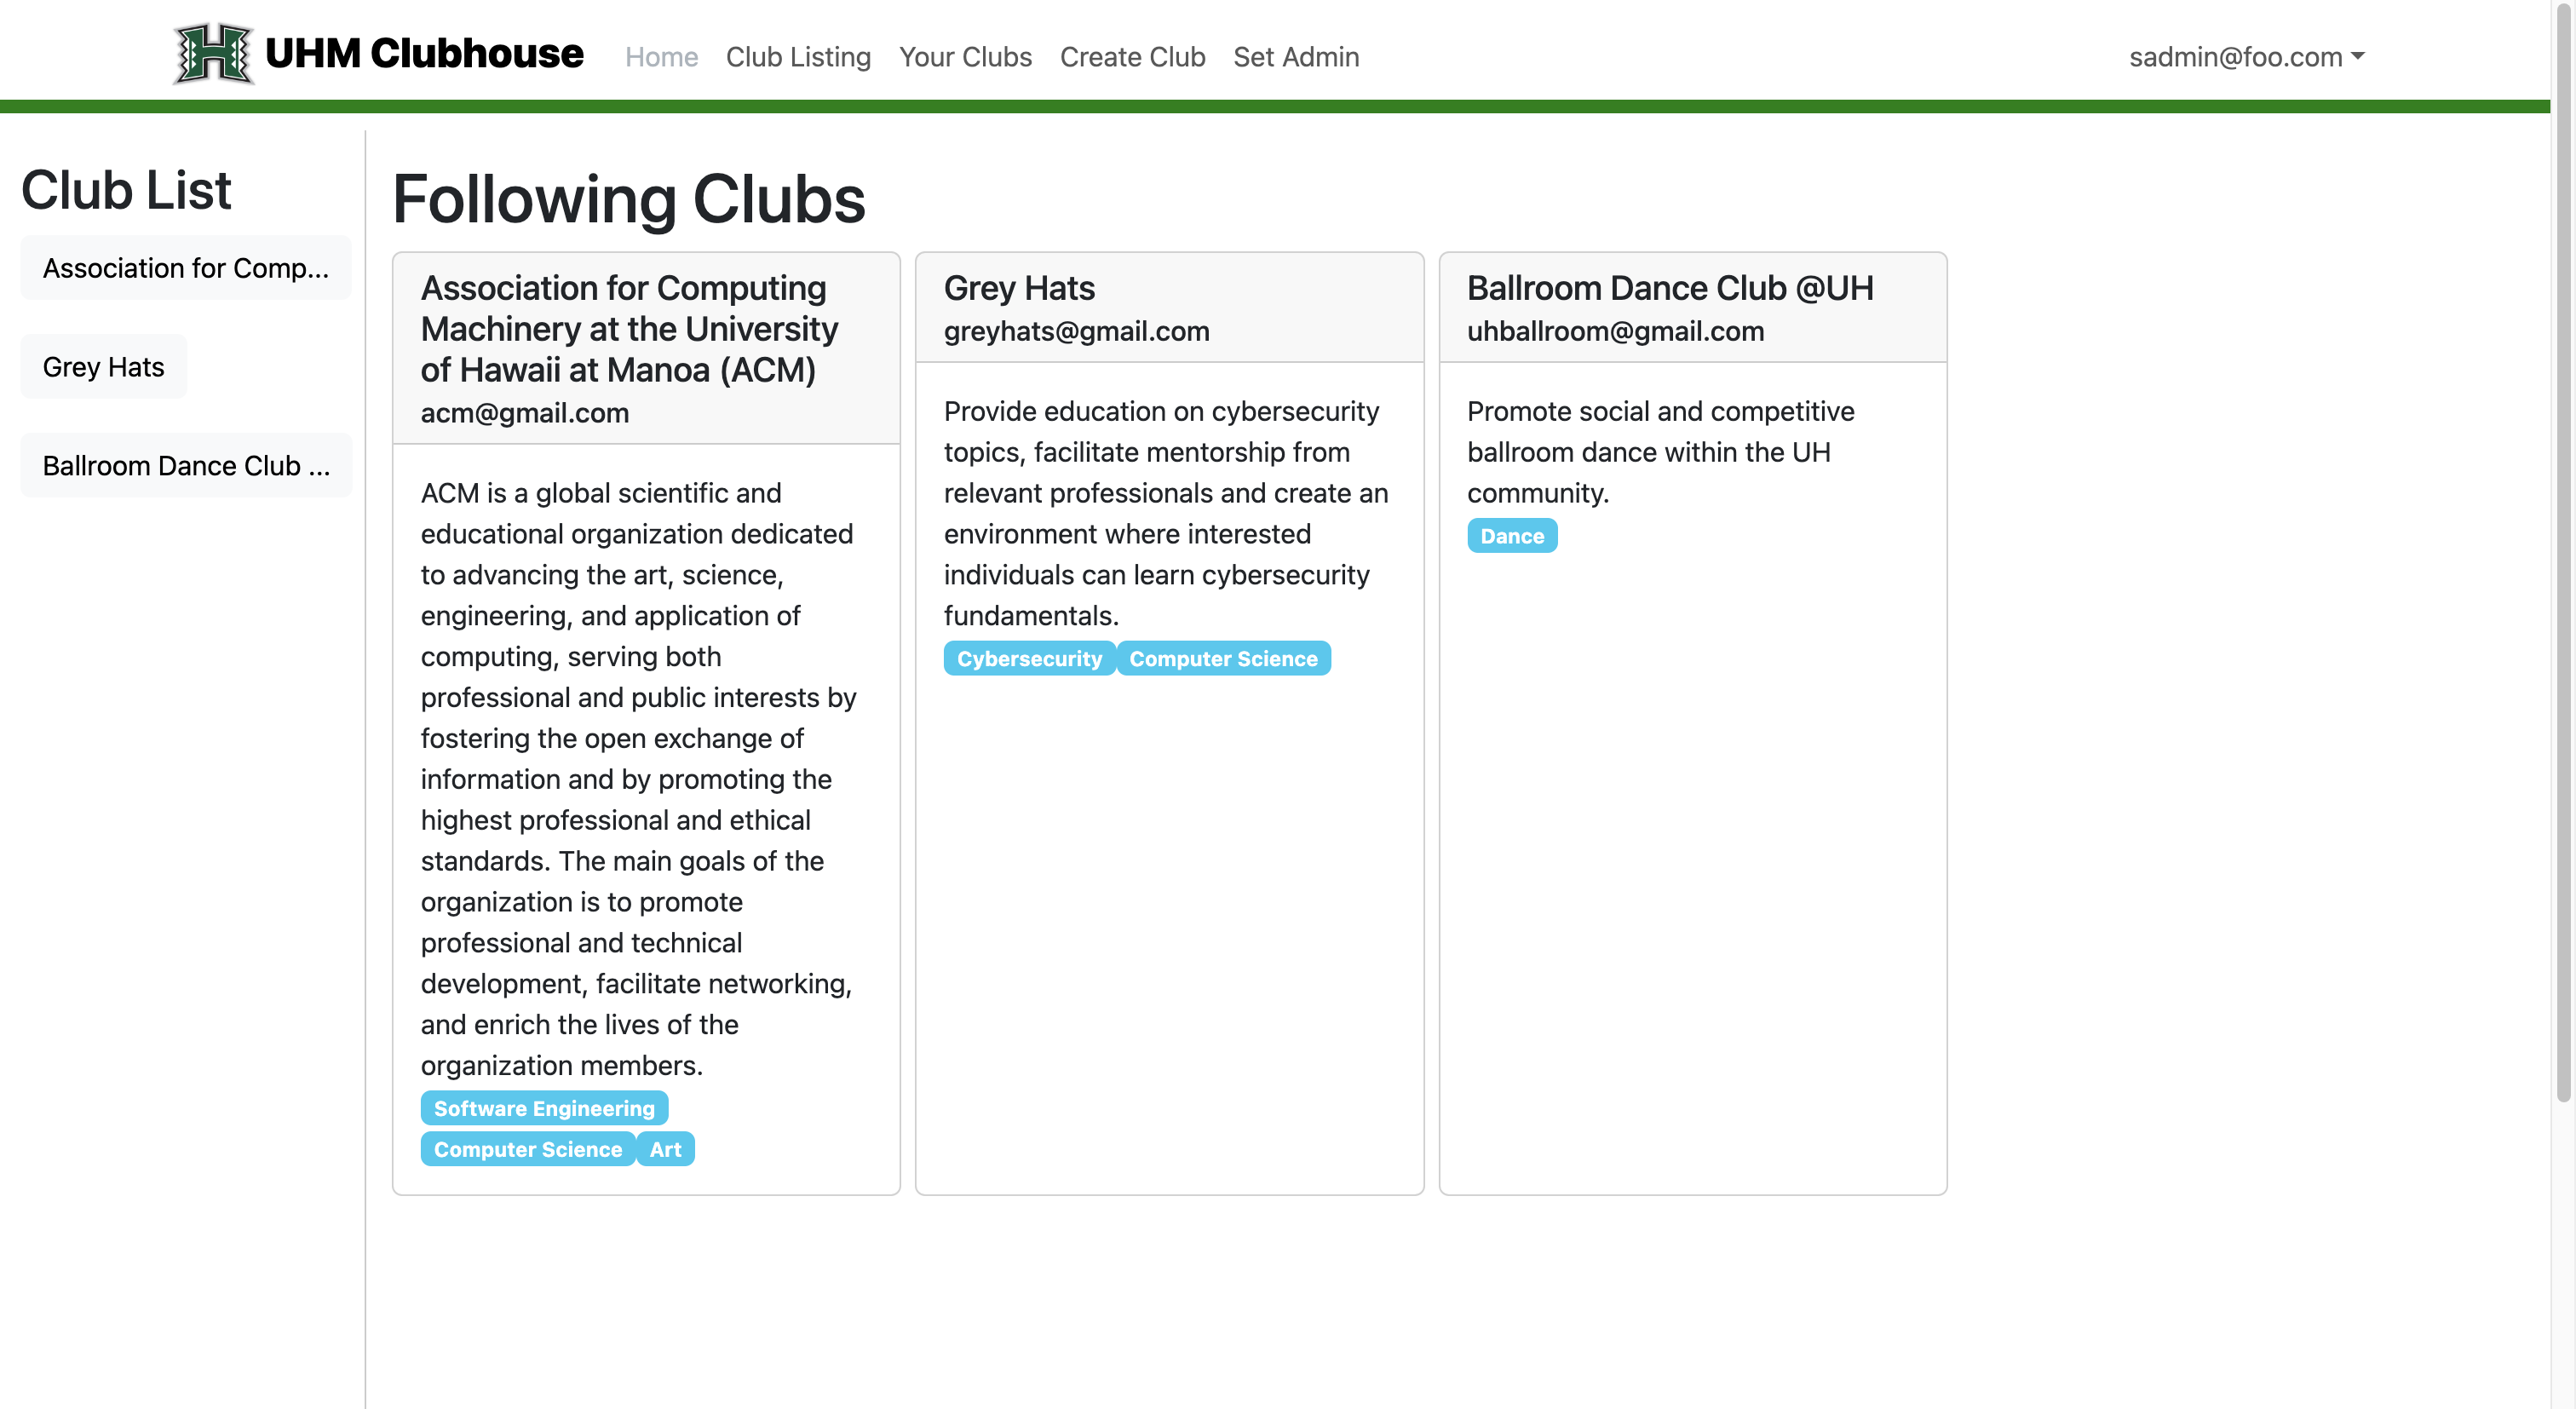 UHM Clubhouse
Home
Club Listing
Your Clubs
Create Club
Set Admin
sadmin@foo.com
Club List
Association for Comp...
Grey Hats
Ballroom Dance Club ...
Following Clubs
Association for Computing
Machinery at the University
of Hawaii at Manoa (ACM)
acm@gmail.com
ACM is a global scientific and
educational organization dedicated
to advancing the art, science,
engineering, and application of
computing, serving both
professional and public interests by
fostering the open exchange of
information and by promoting the
highest professional and ethical
standards. The main goals of the
organization is to promote
professional and technical
development, facilitate networking,
and enrich the lives of the
organization members.
Software Engineering
Computer Science
Art
Grey Hats
greyhats@gmail.com
Provide education on cybersecurity
topics, facilitate mentorship from
relevant professionals and create an
environment where interested
individuals can learn cybersecurity
fundamentals.
Cybersecurity
Computer Science
Ballroom Dance Club @UH
uhballroom@gmail.com
Promote social and competitive
ballroom dance within the UH
community.
Dance